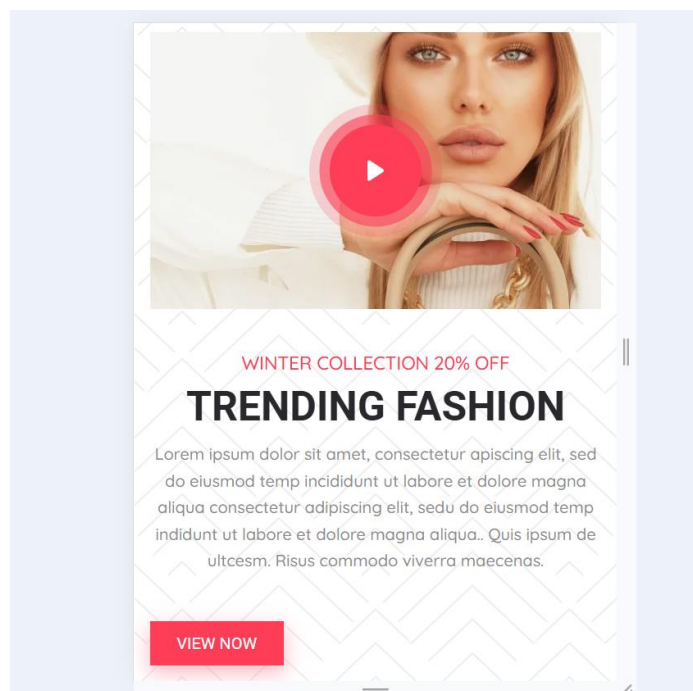 WINTER COLLECTION 20% OFF
TRENDING FASHION
Lorem ipsum dolor sit amet, consectetur apiscing elit, sed
do eiusmod temp incididunt ut labore et dolore magna
aliqua consectetur adipiscing elit, sedu do eiusmod temp
indidunt ut labore et dolore magna aliqua.. Quis ipsum de
ultcesm. Risus commodo viverra maecenas.
VIEW NOW